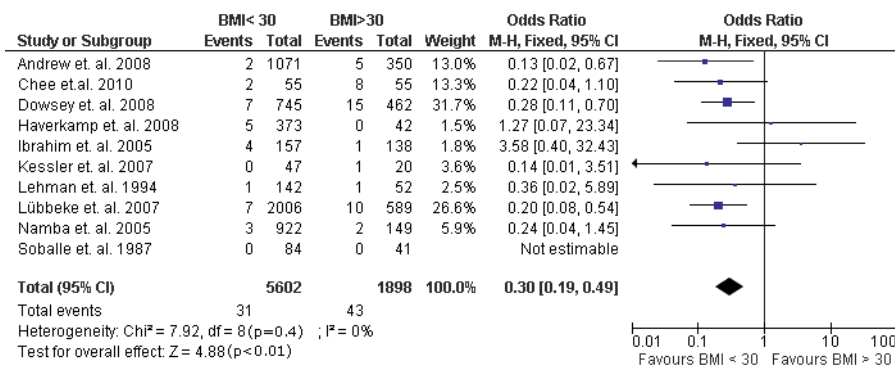 BMI< 30 BMI>30 Odds Ratio Odds Ratio
Study or Subgroup Events Total Events Total Weight M-H, Fixed, 95% CI M-H, Fixed, 95% CI
Andrew et. al. 2008 2 1071 5 350 13.0% 0.13 [0.02, 0.67]
Chee et.al. 2010 2 55 8 55 13.3% 0.22 [0.04, 1.10]
Dowsey et. al. 2008 7 745 15 462 31.7% 0.28 [0.11, 0.70]
Haverkamp et. al. 2008 5 373 0 42 1.5% 1.27 [0.07, 23.34]
Ibrahim et. al. 2005 4 157 1 138 1.8% 3.58 [0.40, 32.43]
Kessler et. al. 2007 0 47 1 20 3.6% 0.14 [0.01, 3.51]
Lehman et. al. 1994 1 142 1 52 2.5% 0.36 [0.02, 5.89]
Lübbeke et. al. 2007 7 2006 10 589 26.6% 0.20 [0.08, 0.54]
Namba et. al. 2005 3 922 2 149 5.9% 0.24 [0.04, 1.45]
Soballe et. al. 1987 0 84 0 41 Not estimable
Total (95% CI) 5602 1898 100.0% 0.30 [0.19, 0.49]
Total events 31 43
Heterogeneity: Chi² = 7.92, df = 8 (p=0.4) ; I² = 0%
Test for overall effect: Z = 4.88 (p<0.01)
0.01 0.1 1 10 100
Favours BMI < 30 Favours BMI > 30